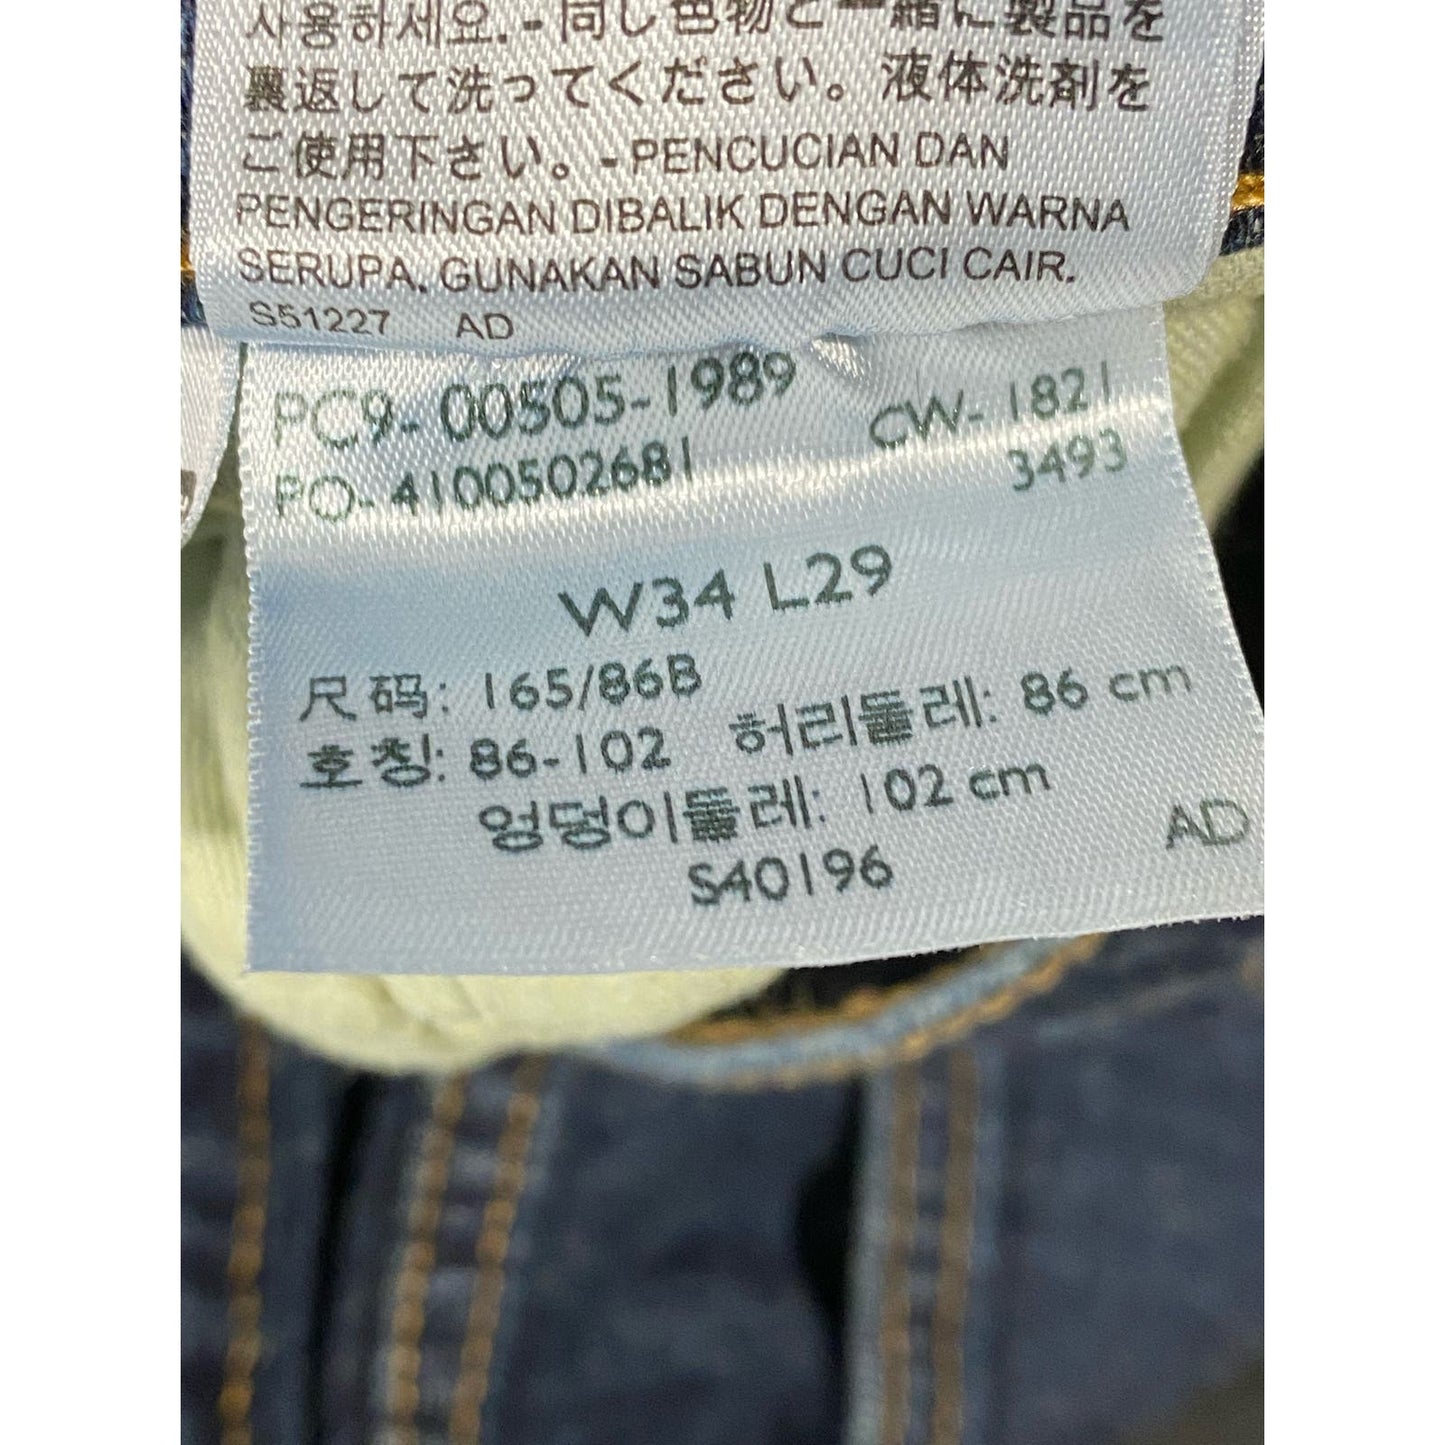 사용하세요. - 同じ色物と一緒に製品を
裏返して洗ってください。液体洗剤を
ご使用下さい。 - PENCUCIAN DAN
PENGERINGAN DIBALIK DENGAN WARNA
SERUPA. GUNAKAN SABUN CUCI CAIR.
S51227 AD
PC9-00505-1989 CW-1821
PO-4100502681 3493
W34 L29
尺码: 165/86B
호칭: 86-102 허리둘레: 86 cm
엉덩이둘레: 102 cm
S40196 AD